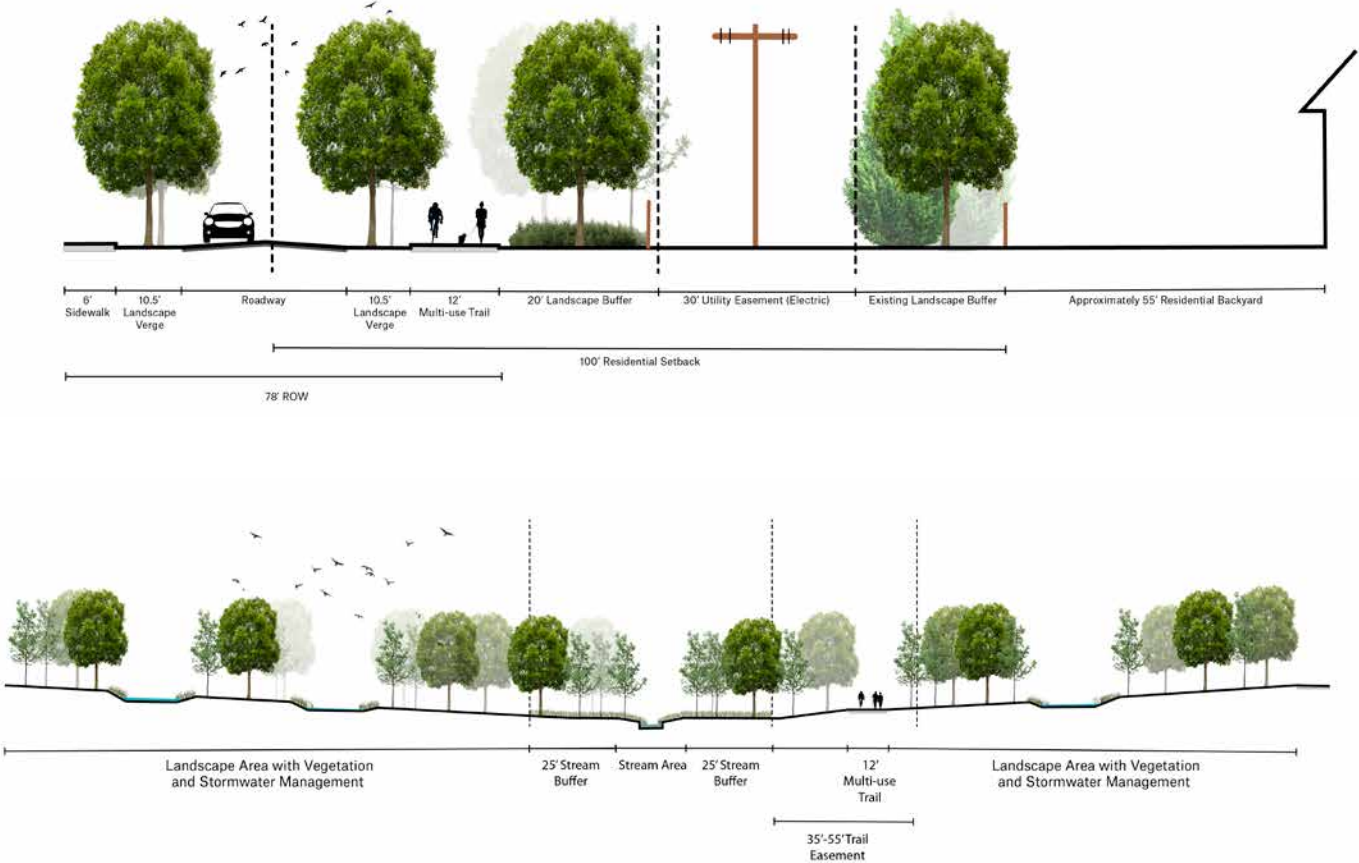 6'
Sidewalk
10.5'
Landscape
Verge
Roadway
10.5'
Landscape
Verge
12'
Multi-use Trail
20' Landscape Buffer
30' Utility Easement (Electric)
Existing Landscape Buffer
Approximately 55' Residential Backyard
100' Residential Setback
78' ROW
Landscape Area with Vegetation
and Stormwater Management
25' Stream
Buffer
Stream Area
25' Stream
Buffer
12'
Multi-use
Trail
Landscape Area with Vegetation
and Stormwater Management
35'-55' Trail
Easement